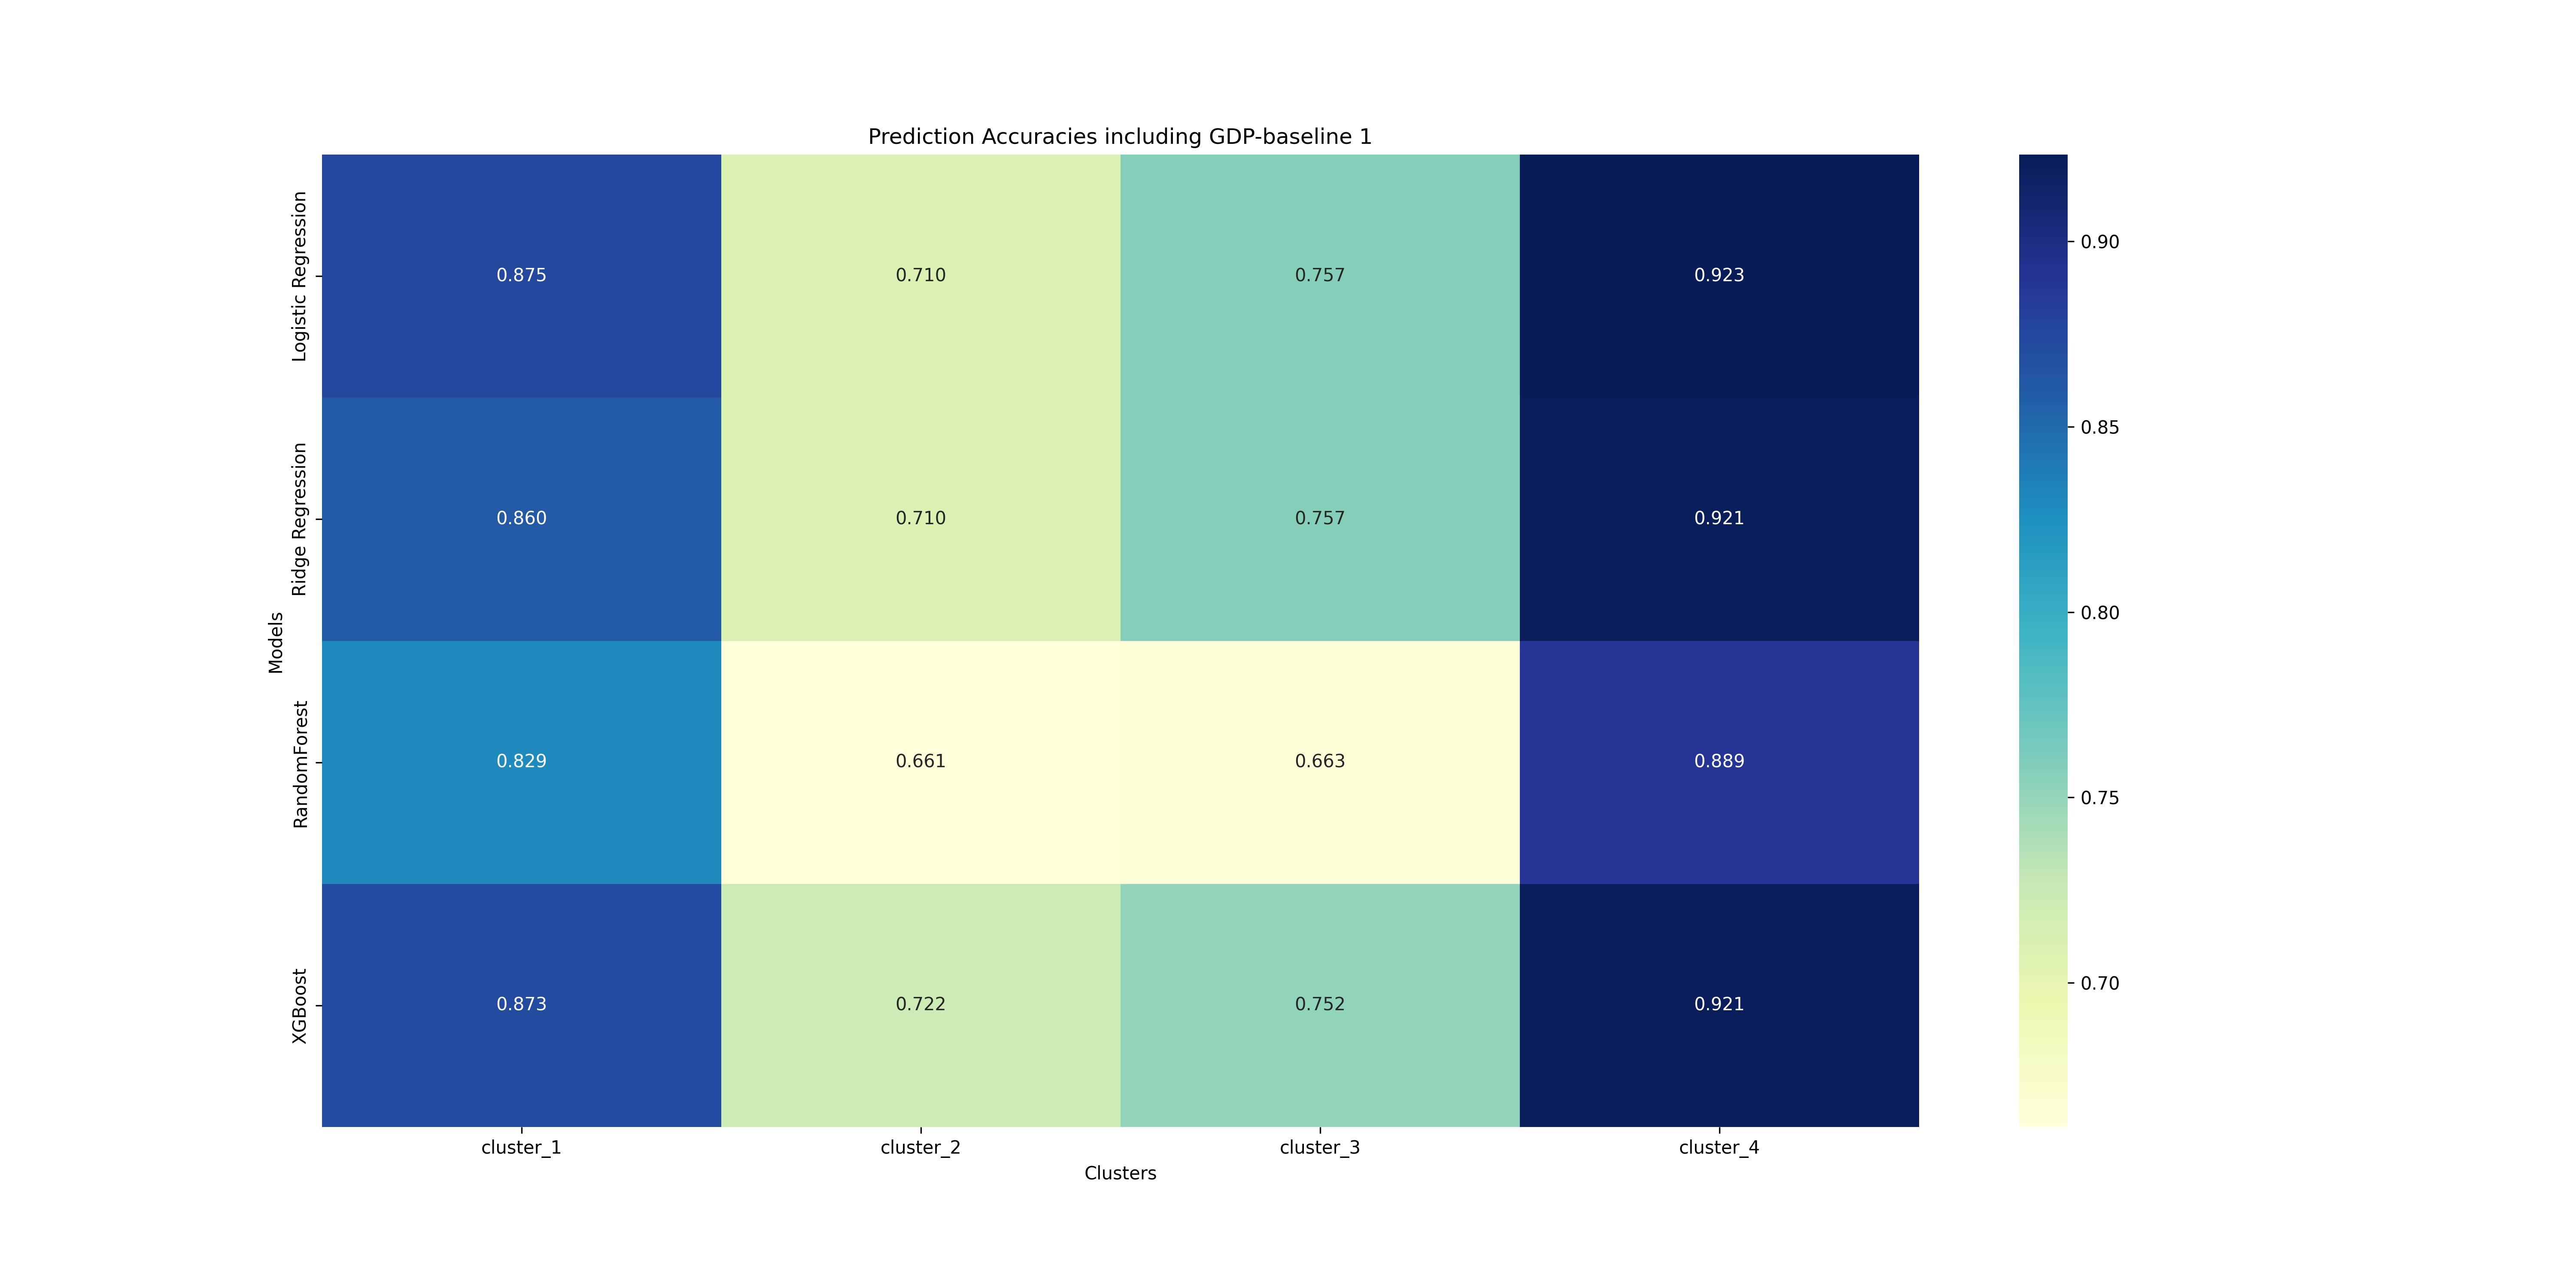 Prediction Accuracies including GDP-baseline 1
Models
Logistic Regression
0.875 0.710 0.757 0.923
Ridge Regression
0.860 0.710 0.757 0.921
RandomForest
0.829 0.661 0.663 0.889
XGBoost
0.873 0.722 0.752 0.921
cluster_1 cluster_2 cluster_3 cluster_4
Clusters
0.90
0.85
0.80
0.75
0.70